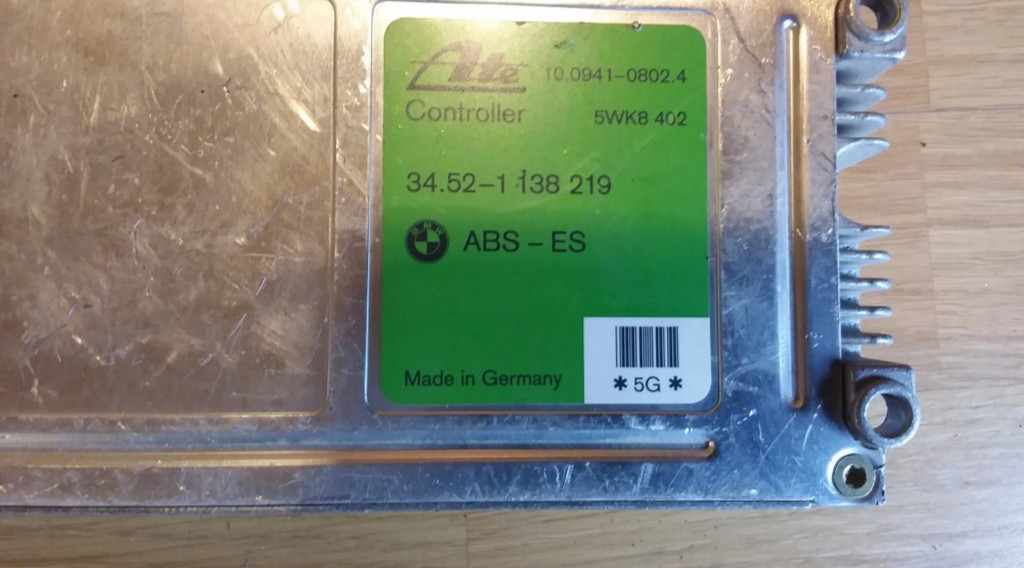 Ate 10.0941-0802.4
Controller 5WK8 402
34.52-1 138 219
BMW ABS - ES
Made in Germany
* 5G *